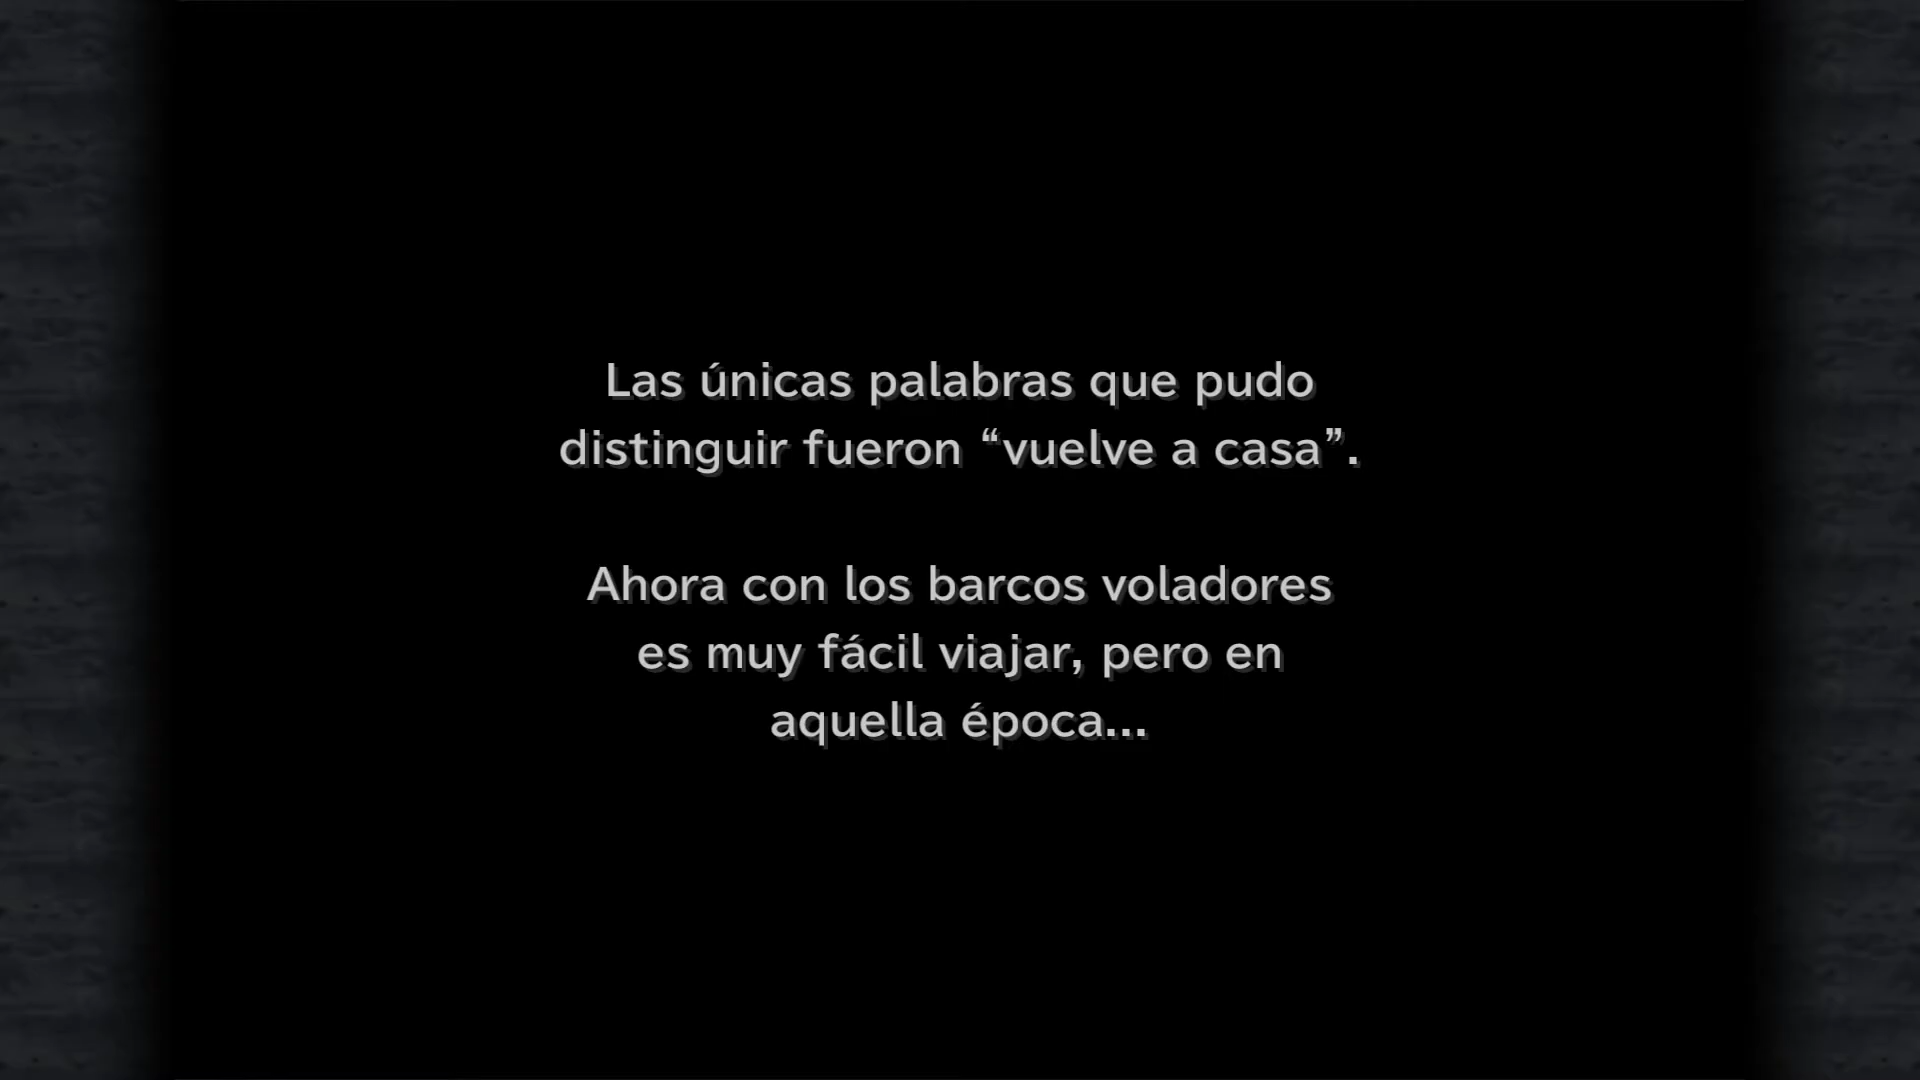 Las únicas palabras que pudo
distinguir fueron “vuelve a casa”.
Ahora con los barcos voladores
es muy fácil viajar, pero en
aquella época...